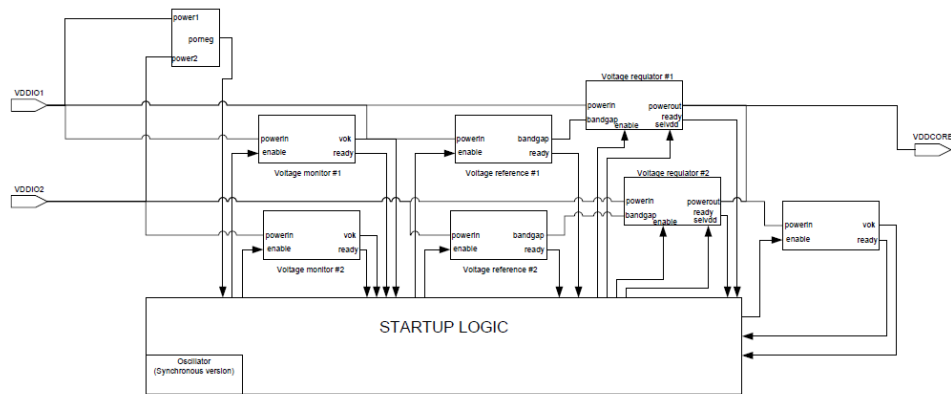 power1
porneg
power2
VDDIO1
Voltage regulator #1
powerin
powerout
bandgap
ready
enable
selvdd
VDDCORE
powerin
vok
enable
ready
Voltage monitor #1
powerin
bandgap
enable
ready
Voltage reference #1
VDDIO2
Voltage regulator #2
powerin
powerout
bandgap
ready
enable
selvdd
powerin
vok
enable
ready
powerin
vok
enable
ready
Voltage monitor #2
powerin
bandgap
enable
ready
Voltage reference #2
STARTUP LOGIC
Oscillator
(Synchronous version)